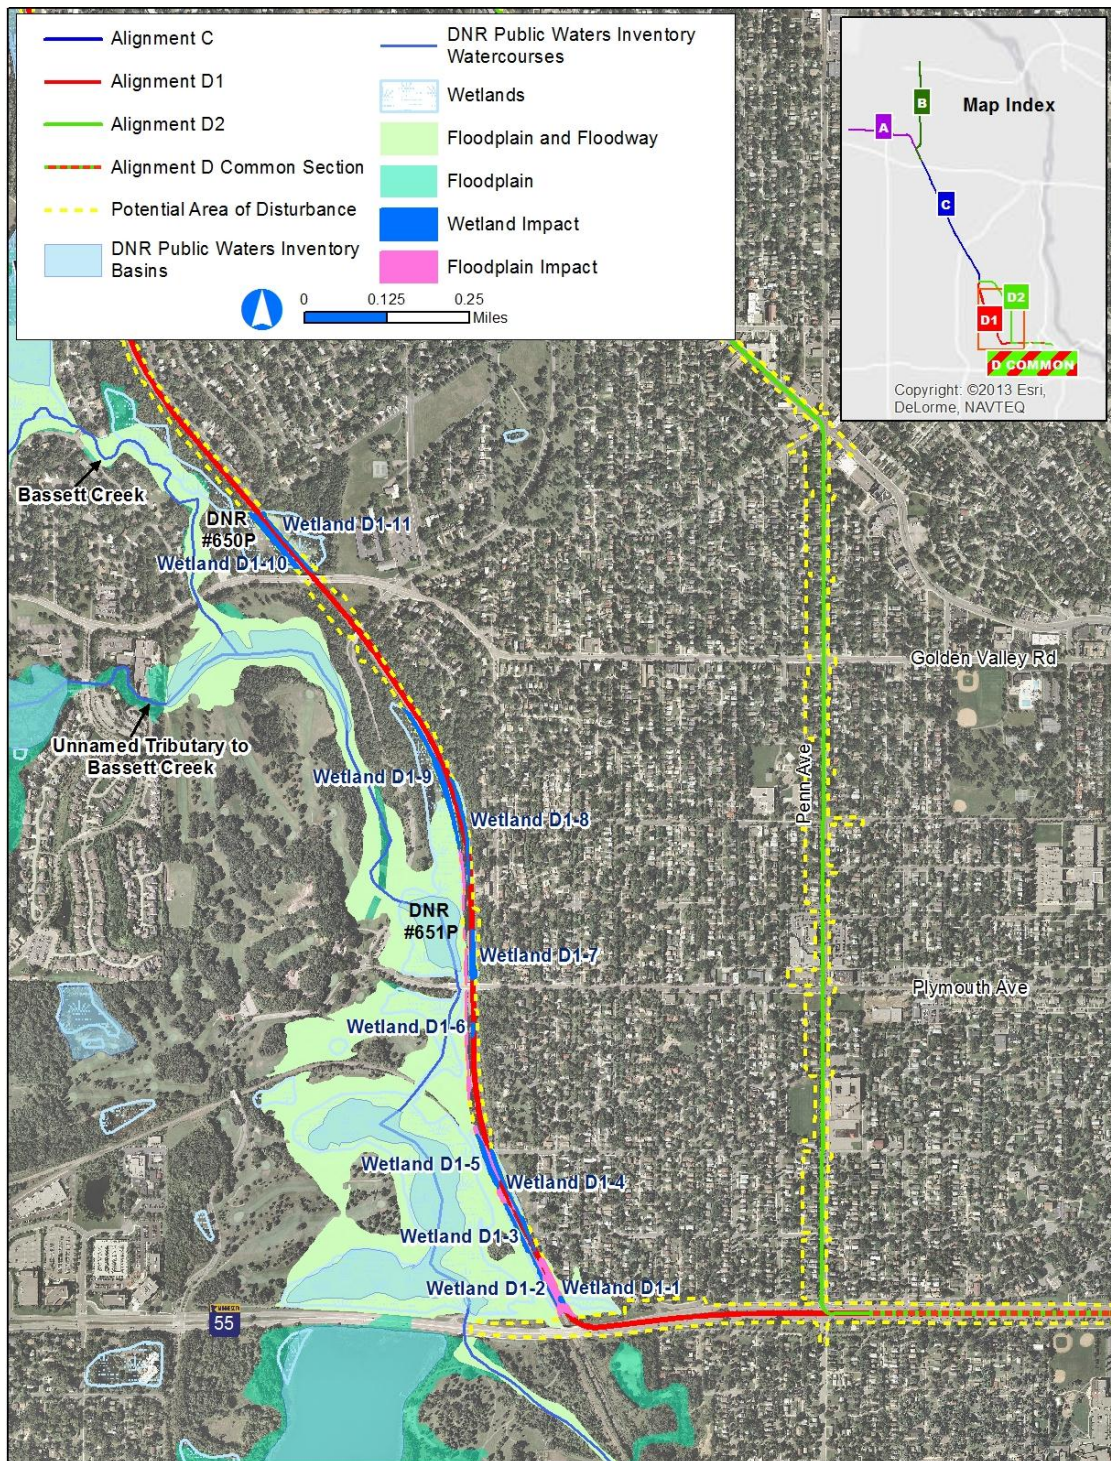 Alignment C
Alignment D1
Alignment D2
Alignment D Common Section
Potential Area of Disturbance
DNR Public Waters Inventory
Basins
DNR Public Waters Inventory
Watercourses
Wetlands
Floodplain and Floodway
Floodplain
Wetland Impact
Floodplain Impact
0 0.125 0.25
Miles
Map Index
B
A
C
D2
D1
D COMMON
Copyright: ©2013 Esri,
DeLorme, NAVTEQ
Bassett Creek
DNR
#650P
Wetland D1-11
Wetland D1-10
Golden Valley Rd
Unnamed Tributary to
Bassett Creek
Penn Ave
Wetland D1-9
Wetland D1-8
DNR
#651P
Wetland D1-7
Plymouth Ave
Wetland D1-6
Wetland D1-5
Wetland D1-4
Wetland D1-3
Wetland D1-2
Wetland D1-1
MINNESOTA
55